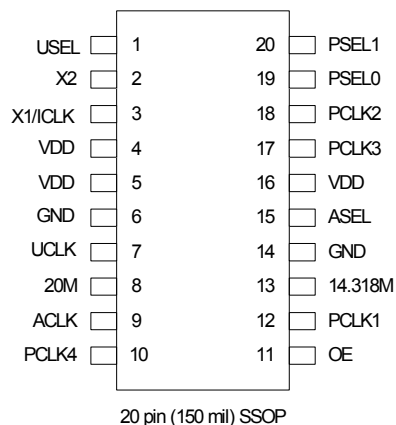 USEL 1 20 PSEL1
X2 2 19 PSEL0
X1/ICLK 3 18 PCLK2
VDD 4 17 PCLK3
VDD 5 16 VDD
GND 6 15 ASEL
UCLK 7 14 GND
20M 8 13 14.318M
ACLK 9 12 PCLK1
PCLK4 10 11 OE
20 pin (150 mil) SSOP